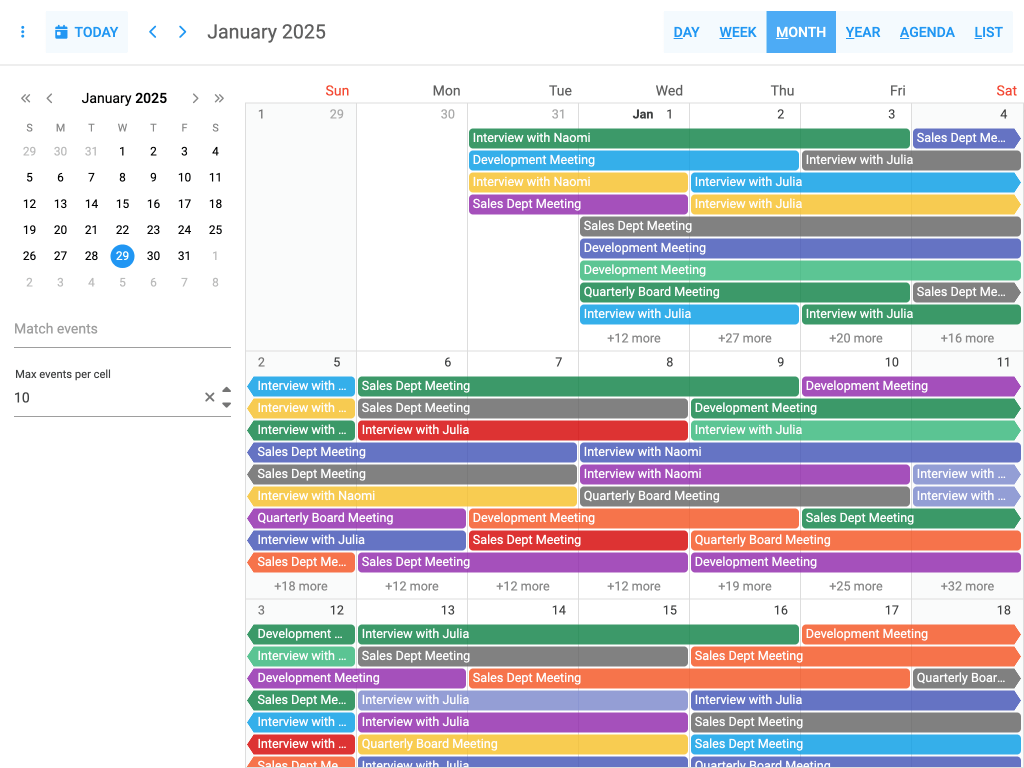 TODAY
January 2025
DAY WEEK MONTH YEAR AGENDA LIST
January 2025
S M T W T F S
29 30 31 1 2 3 4
5 6 7 8 9 10 11
12 13 14 15 16 17 18
19 20 21 22 23 24 25
26 27 28 29 30 31 1
2 3 4 5 6 7 8
Match events
Max events per cell
10
Sun Mon Tue Wed Thu Fri Sat
1 29 30 31 Jan 1 2 3 4
Interview with Naomi Sales Dept Me...
Development Meeting Interview with Julia
Interview with Naomi Interview with Julia
Sales Dept Meeting Interview with Julia
Sales Dept Meeting
Development Meeting
Development Meeting
Quarterly Board Meeting Sales Dept Me...
Interview with Julia Interview with Julia
+12 more +27 more +20 more +16 more
2 5 6 7 8 9 10 11
Interview with ... Sales Dept Meeting Development Meeting
Interview with ... Sales Dept Meeting Development Meeting
Interview with ... Interview with Julia Interview with Julia
Sales Dept Meeting Interview with Naomi
Sales Dept Meeting Interview with Naomi Interview with ...
Interview with Naomi Quarterly Board Meeting Interview with ...
Quarterly Board Meeting Development Meeting Sales Dept Meeting
Interview with Julia Sales Dept Meeting Quarterly Board Meeting
Sales Dept Me... Sales Dept Meeting Development Meeting
+18 more +12 more +12 more +12 more +19 more +25 more +32 more
3 12 13 14 15 16 17 18
Development ... Interview with Julia Development Meeting
Interview with ... Sales Dept Meeting Sales Dept Meeting
Development Meeting Sales Dept Meeting Quarterly Boar...
Sales Dept Me... Interview with Julia Interview with Julia
Interview with ... Interview with Julia Sales Dept Meeting
Interview with ... Quarterly Board Meeting Sales Dept Meeting
Sales Dept Me... Interview with Julia Quarterly Board Meeting